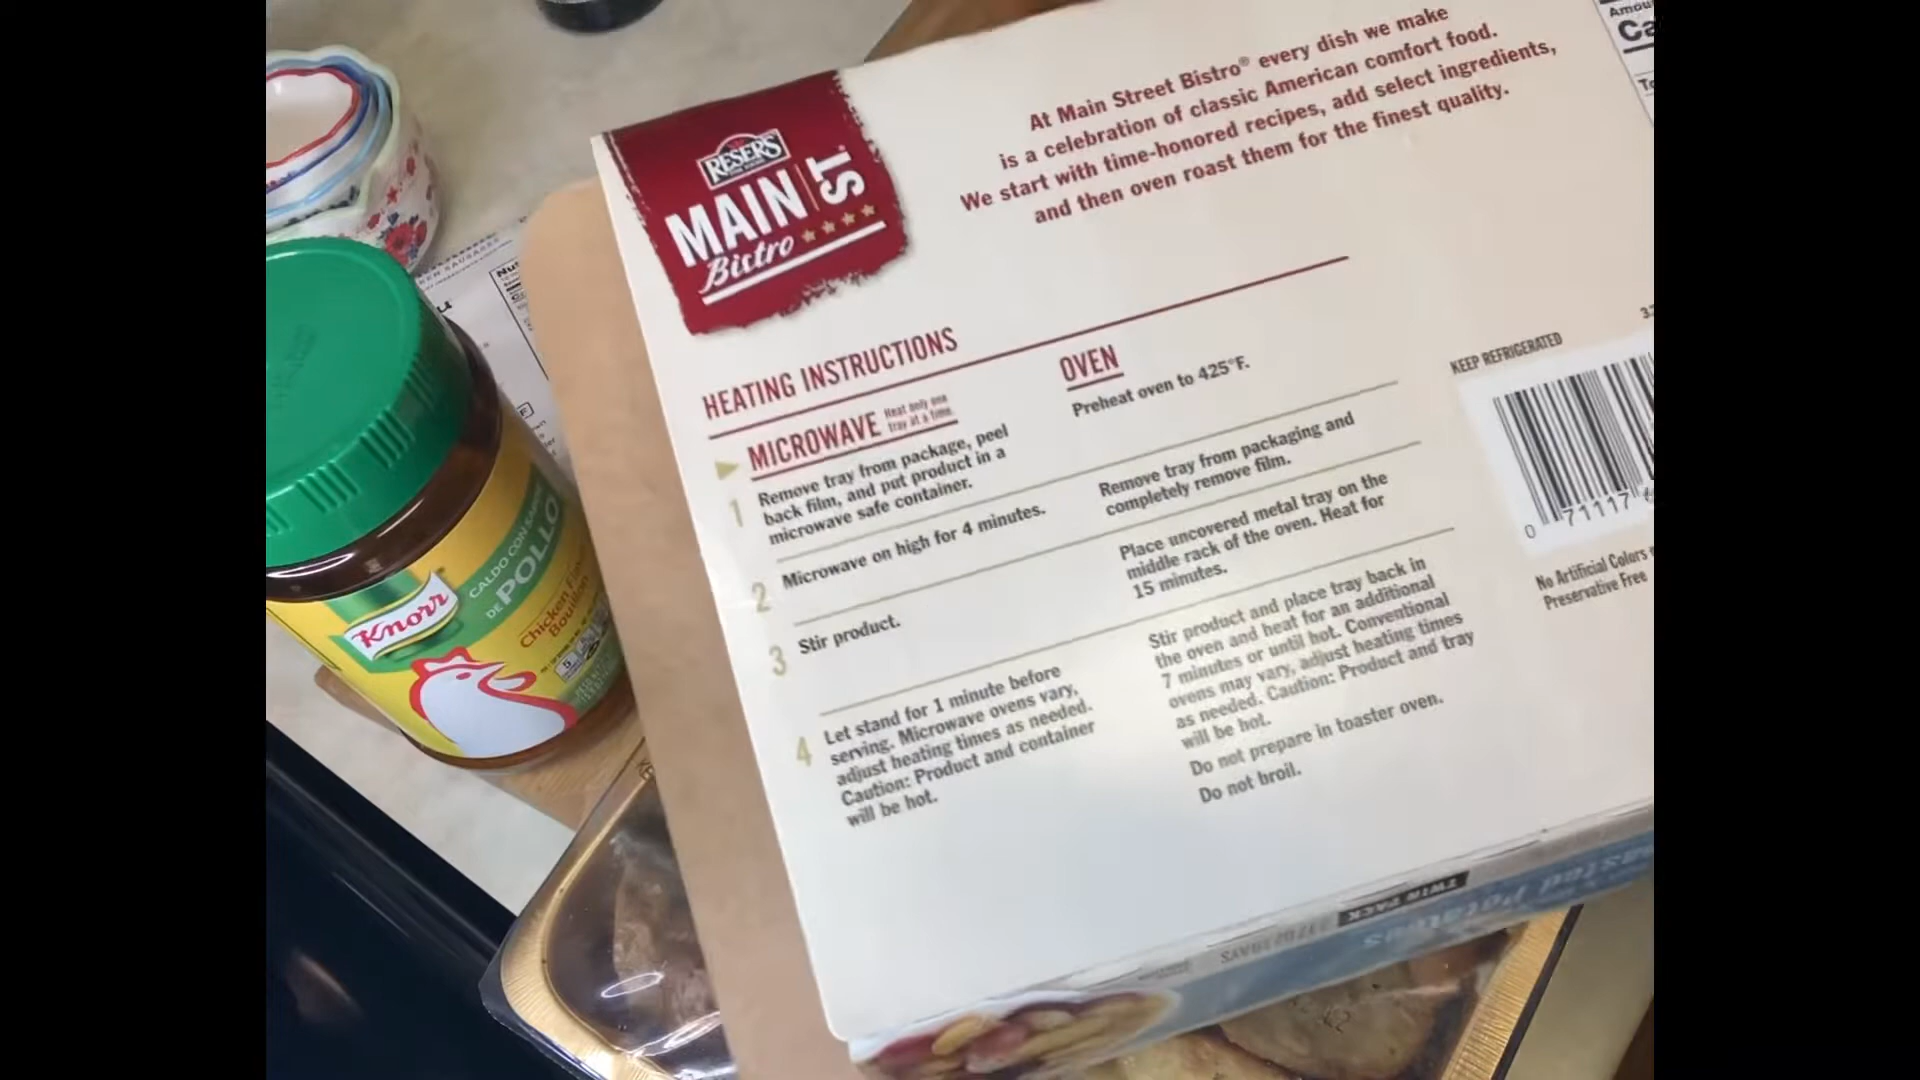 At Main Street Bistro® every dish we make
is a celebration of classic American comfort food.
We start with time-honored recipes, add select ingredients,
and then oven roast them for the finest quality.
RESER'S
MAIN ST.
Bistro
HEATING INSTRUCTIONS
MICROWAVE
Heat only one
tray at a time.
1
Remove tray from package, peel
back film, and put product in a
microwave safe container.
2
Microwave on high for 4 minutes.
3
Stir product.
4
Let stand for 1 minute before
serving. Microwave ovens vary,
adjust heating times as needed.
Caution: Product and container
will be hot.
OVEN
Preheat oven to 425°F.
Remove tray from packaging and
completely remove film.
Place uncovered metal tray on the
middle rack of the oven. Heat for
15 minutes.
Stir product and place tray back in
the oven and heat for an additional
7 minutes or until hot. Conventional
ovens may vary, adjust heating times
as needed. Caution: Product and tray
will be hot.
Do not prepare in toaster oven.
Do not broil.
KEEP REFRIGERATED
0 71117
No Artificial Colors
Preservative Free
TWIN PACK
TRAYS
Knorr
CALDO CON SABOR
DE POLLO
Chicken Flavor
Bouillon